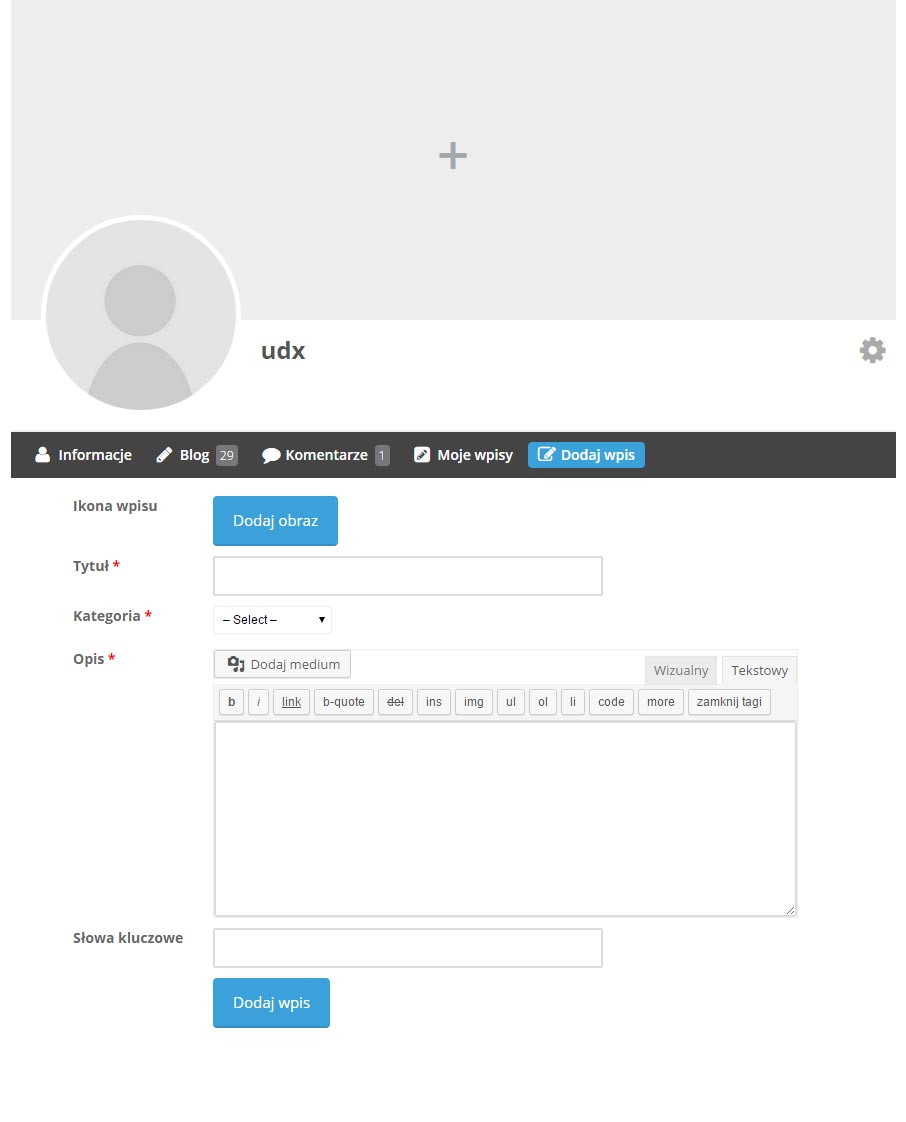 udx
Informacje Blog 29 Komentarze 1 Moje wpisy Dodaj wpis
Ikona wpisu Dodaj obraz
Tytuł *
Kategoria * – Select –
Opis * Dodaj medium Wizualny Tekstowy
b i link b-quote del ins img ul ol li code more zamknij tagi
Słowa kluczowe
Dodaj wpis